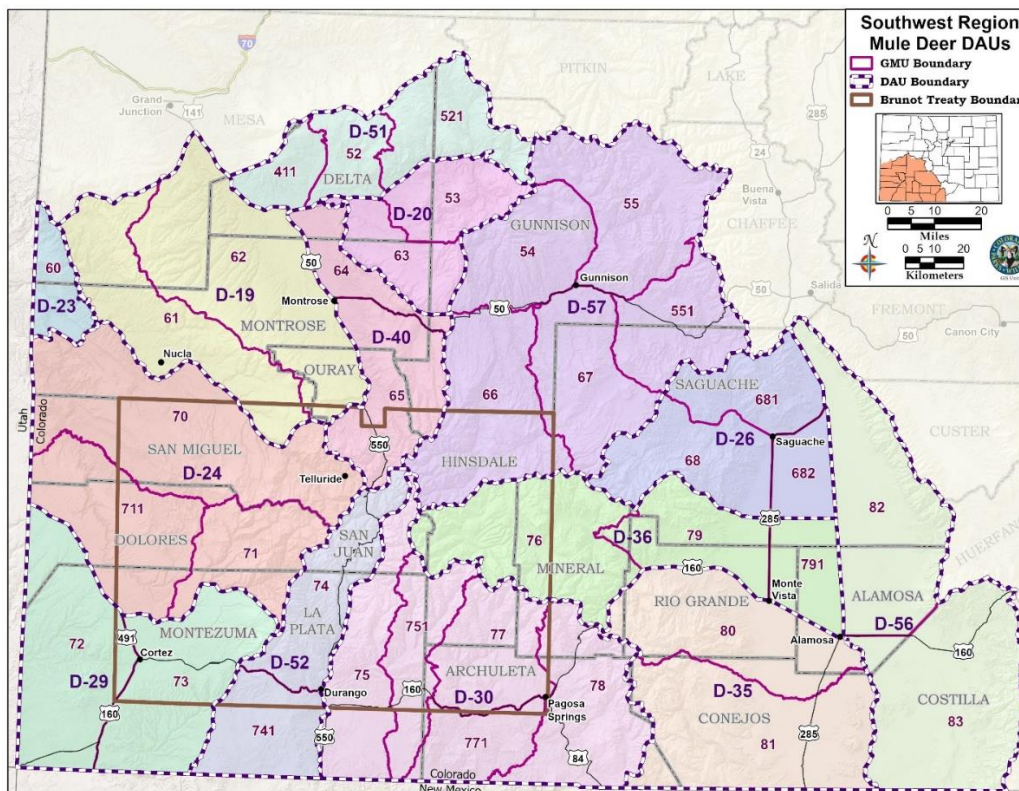 Southwest Region
Mule Deer DAUs
GMU Boundary
DAU Boundary
Brunot Treaty Boundary
0 5 10 20
Miles
0 5 10 20
Kilometers
N
COLORADO
GIS Unit
70
PITKIN
LAKE
285
Grand
Junction
141
MESA
24
Buena
Vista
CHAFFEE
Salida
FREMONT
50
Canon City
CUSTER
HUERFANO
521
D-51
52
411
DELTA
53
D-20
63
GUNNISON
55
54
Gunnison
50
D-57
551
60
D-23
62
50
64
D-19
Montrose
61
MONTROSE
D-40
Nucla
OURAY
65
66
67
SAGUACHE
681
D-26
Saguache
68
682
Utah
Colorado
70
SAN MIGUEL
D-24
550
Telluride
HINSDALE
711
DOLORES
71
SAN
JUAN
76
MINERAL
D-36
79
285
160
791
82
Monte
Vista
RIO GRANDE
ALAMOSA
Alamosa
D-56
160
74
LA
PLATA
72
491
MONTEZUMA
Cortez
73
D-29
160
D-52
Durango
741
550
751
77
75
ARCHULETA
160
D-30
Pagosa
Springs
78
771
84
80
D-35
CONEJOS
285
81
COSTILLA
83
Colorado
New Mexico